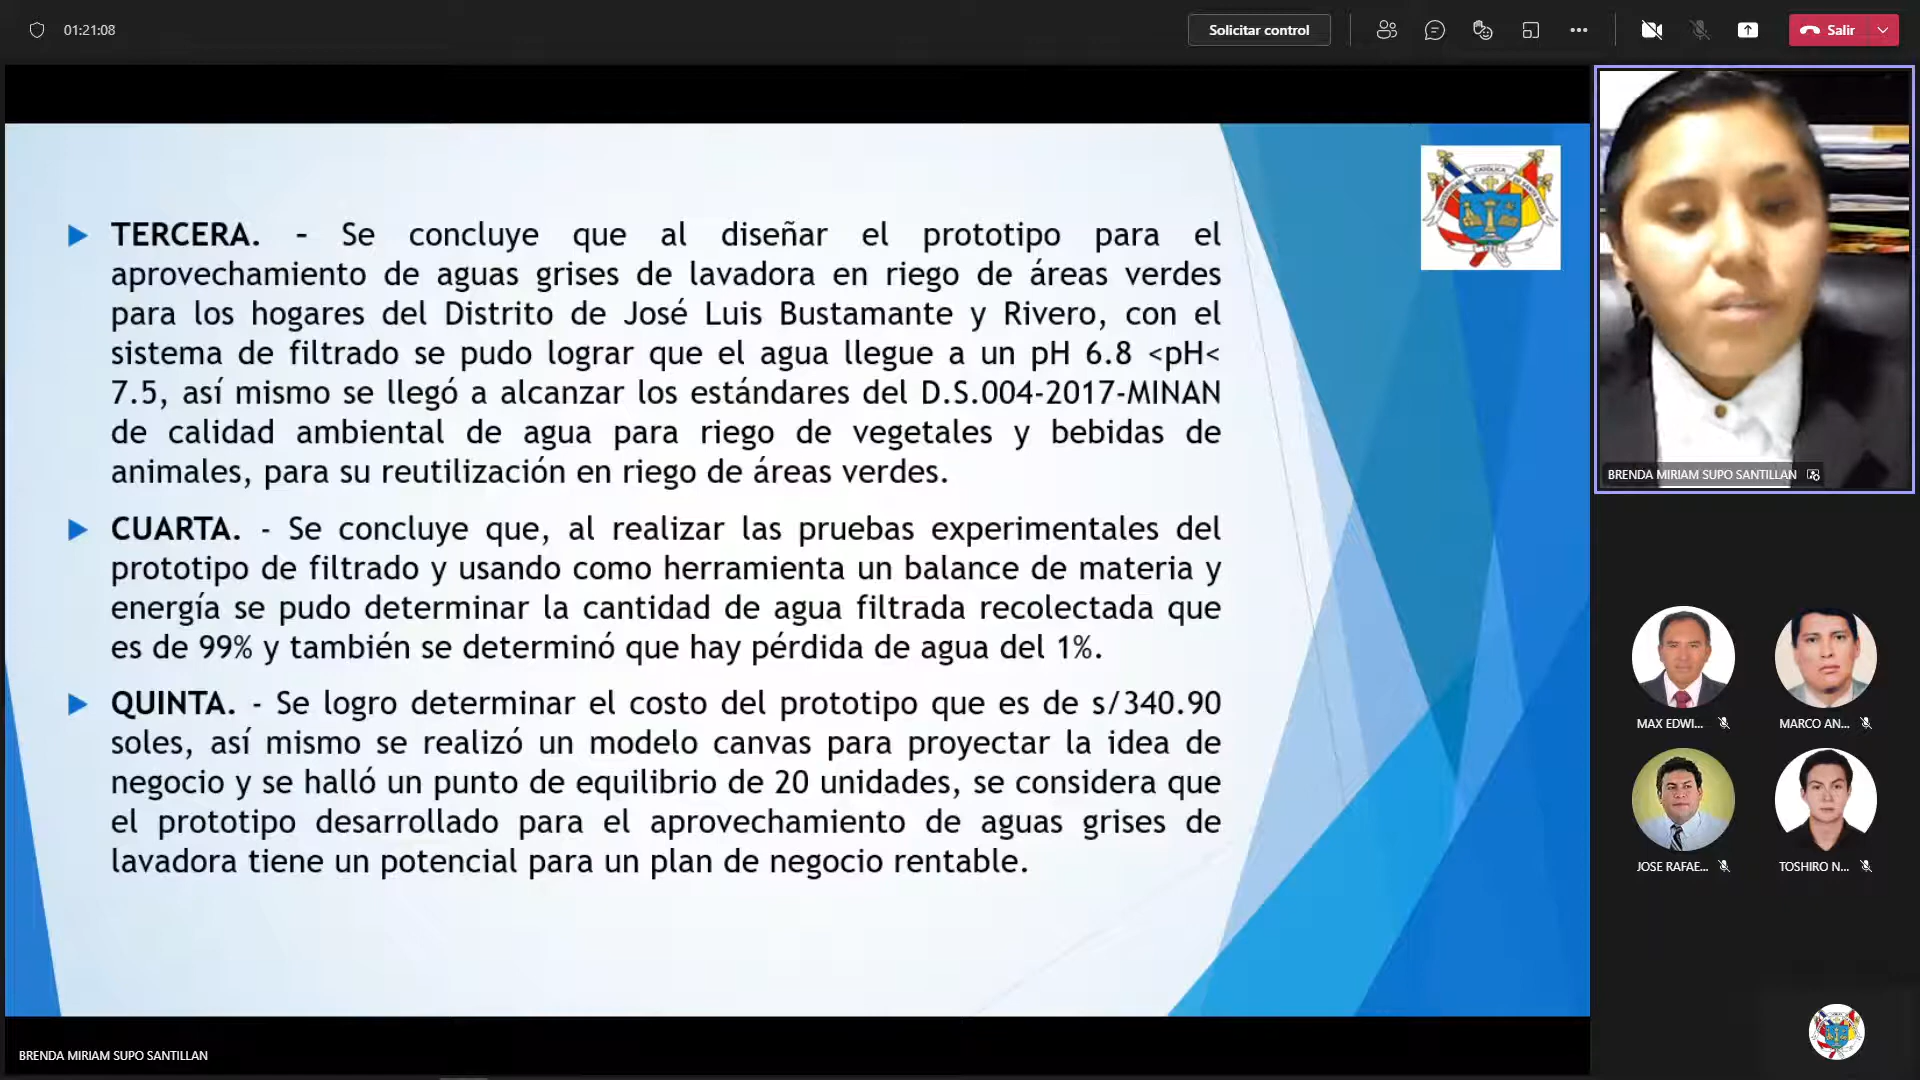 01:21:08
Solicitar control
Salir
TERCERA. – Se concluye que al diseñar el prototipo para el
aprovechamiento de aguas grises de lavadora en riego de áreas verdes
para los hogares del Distrito de José Luis Bustamante y Rivero, con el
sistema de filtrado se pudo lograr que el agua llegue a un pH 6.8 <pH<
7.5, así mismo se llegó a alcanzar los estándares del D.S.004-2017-MINAN
de calidad ambiental de agua para riego de vegetales y bebidas de
animales, para su reutilización en riego de áreas verdes.
CUARTA. - Se concluye que, al realizar las pruebas experimentales del
prototipo de filtrado y usando como herramienta un balance de materia y
energía se pudo determinar la cantidad de agua filtrada recolectada que
es de 99% y también se determinó que hay pérdida de agua del 1%.
QUINTA. - Se logro determinar el costo del prototipo que es de s/340.90
soles, así mismo se realizó un modelo canvas para proyectar la idea de
negocio y se halló un punto de equilibrio de 20 unidades, se considera que
el prototipo desarrollado para el aprovechamiento de aguas grises de
lavadora tiene un potencial para un plan de negocio rentable.
BRENDA MIRIAM SUPO SANTILLAN
MAX EDWI...
MARCO AN...
JOSE RAFAE...
TOSHIRO N...
BRENDA MIRIAM SUPO SANTILLAN